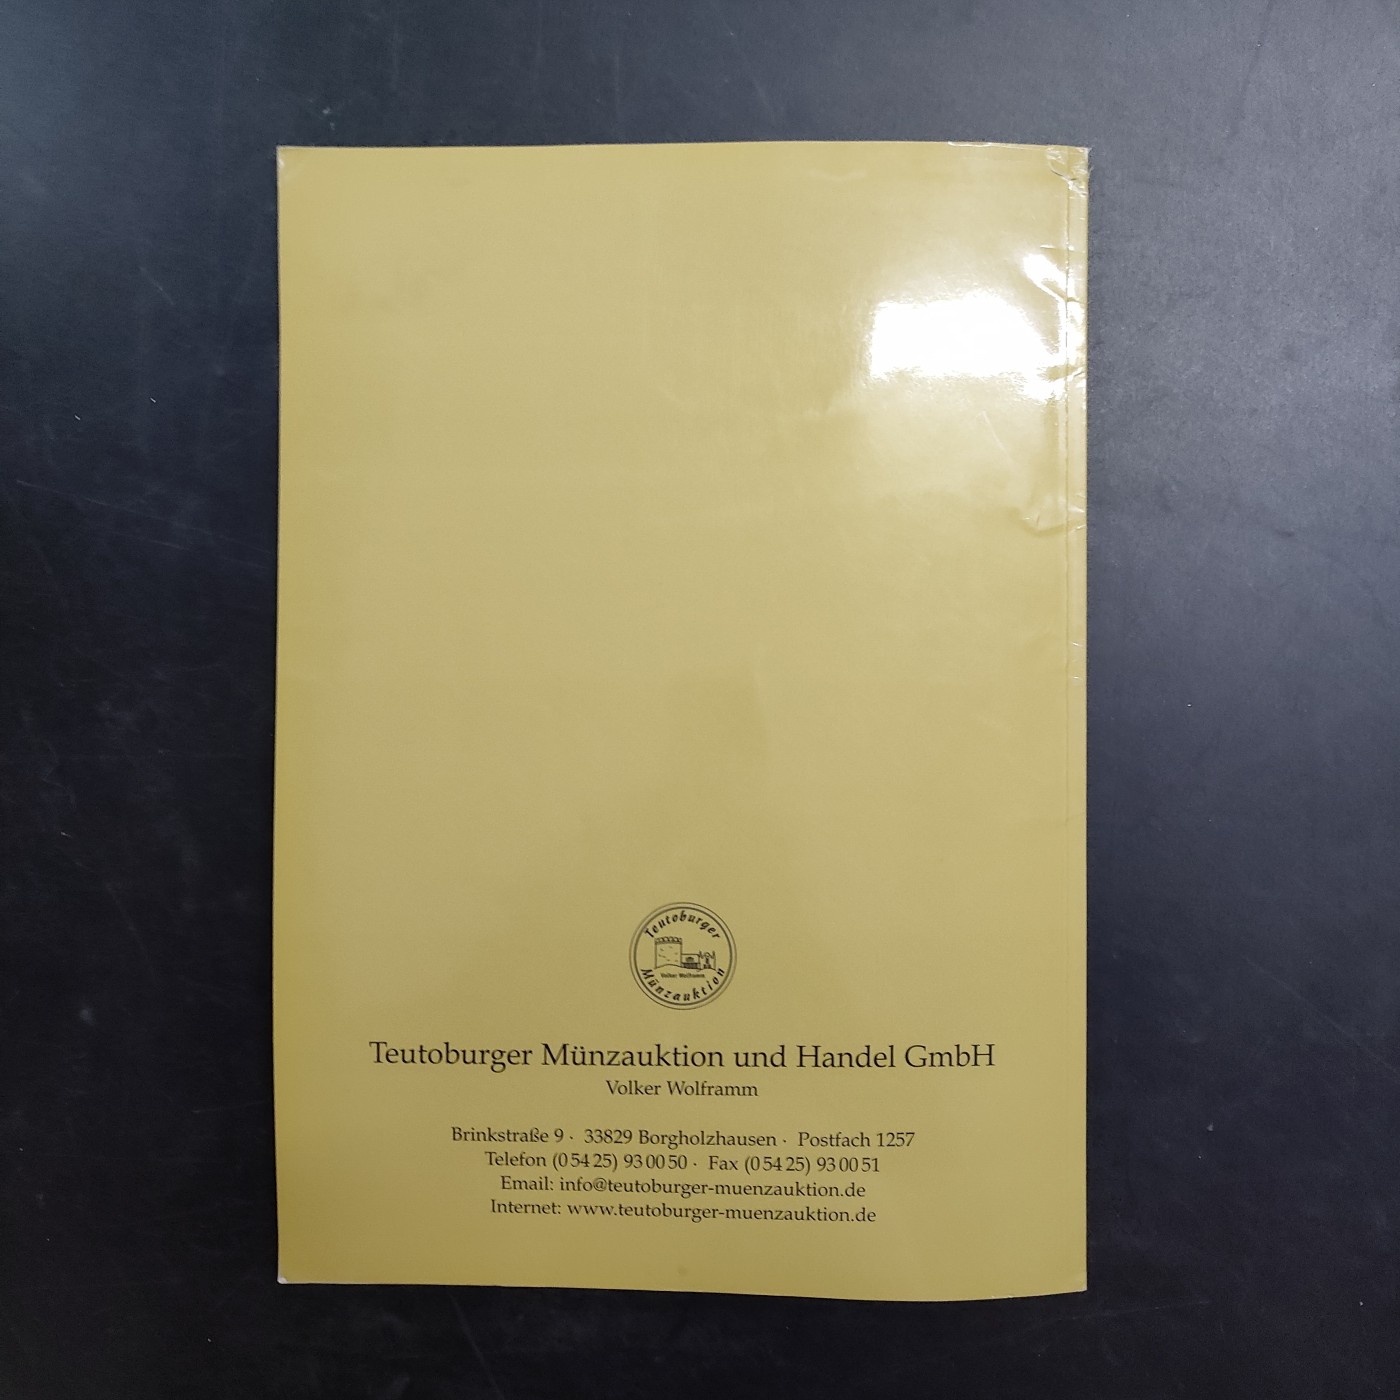 Teutoburger
Volker Wolframm
Münzauktion
Teutoburger Münzauktion und Handel GmbH
Volker Wolframm
Brinkstraße 9 · 33829 Borgholzhausen · Postfach 1257
Telefon (0 54 25) 93 00 50 · Fax (0 54 25) 93 00 51
Email: info@teutoburger-muenzauktion.de
Internet: www.teutoburger-muenzauktion.de